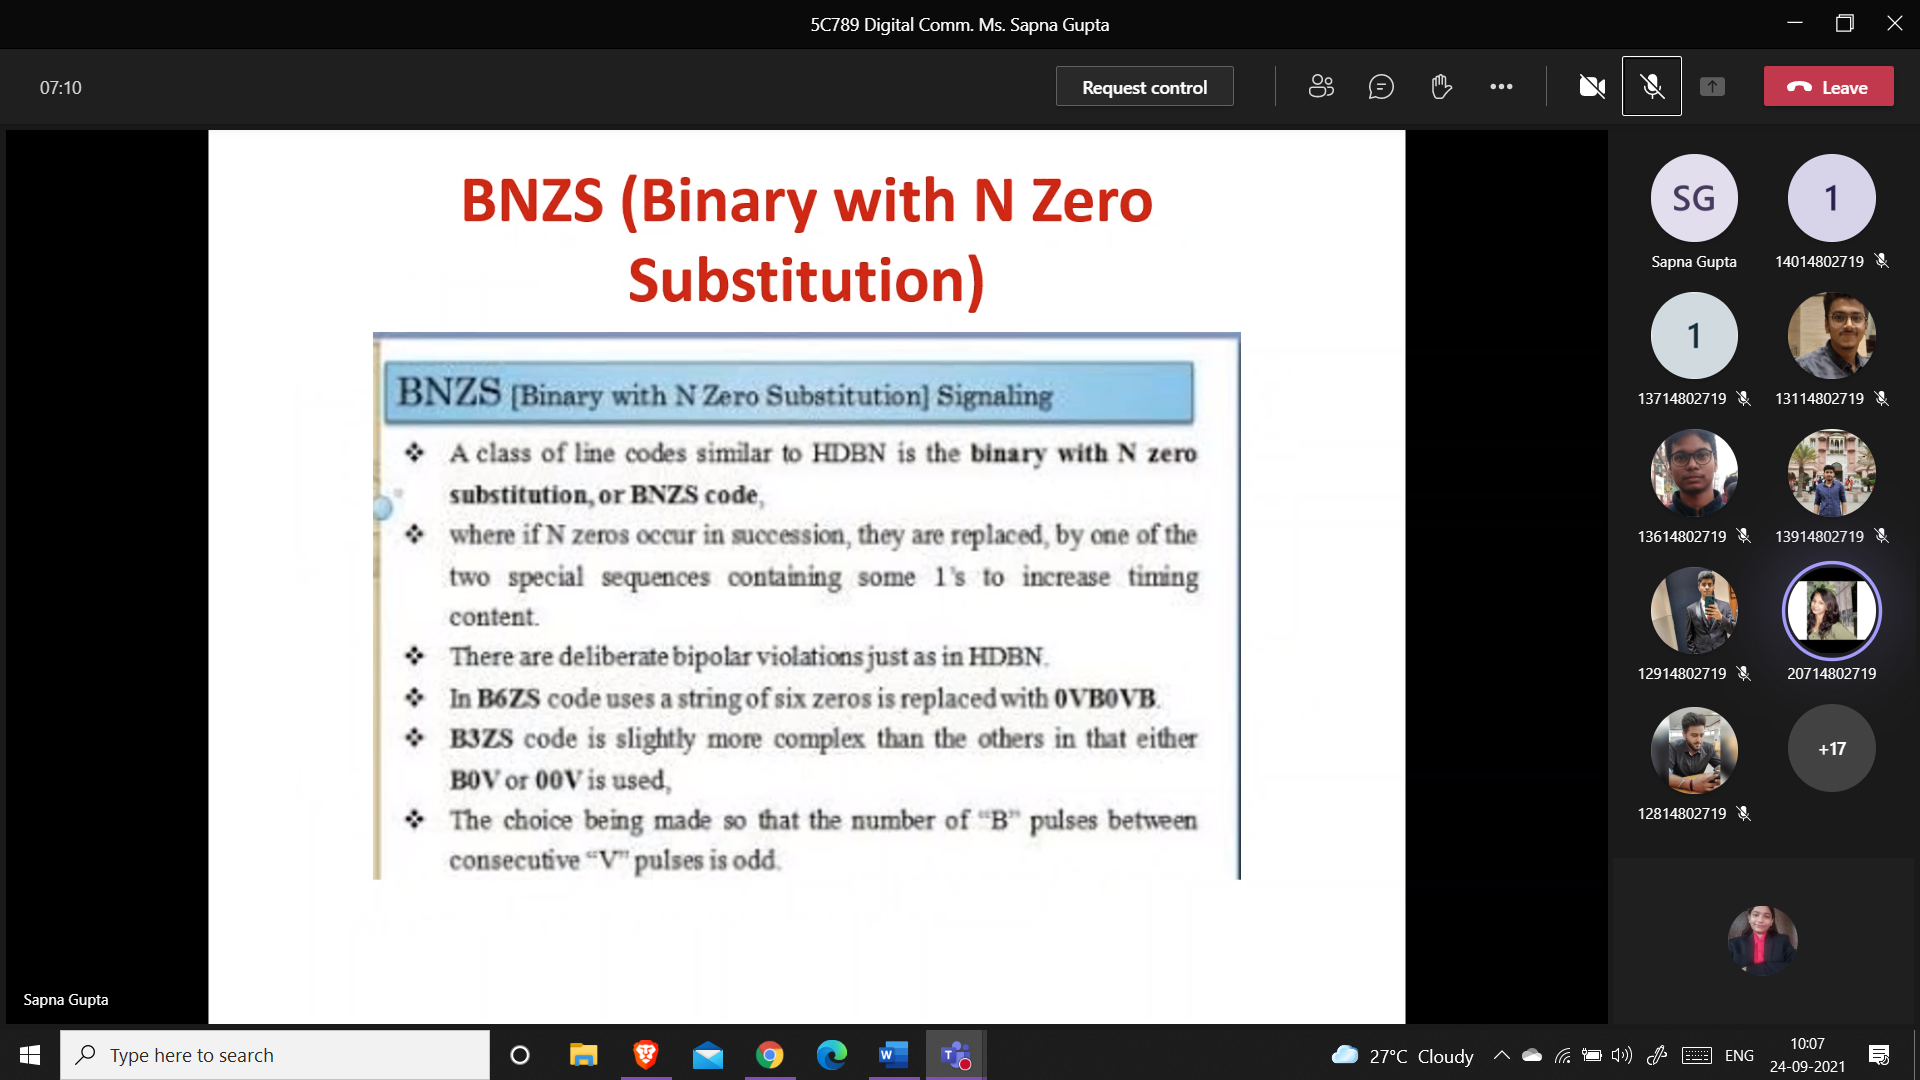 5C789 Digital Comm. Ms. Sapna Gupta
07:10
Request control
Leave
BNZS (Binary with N Zero
Substitution)
BNZS [Binary with N Zero Substitution] Signaling
❖ A class of line codes similar to HDBN is the binary with N zero
substitution, or BNZS code,
❖ where if N zeros occur in succession, they are replaced, by one of the
two special sequences containing some 1's to increase timing
content.
❖ There are deliberate bipolar violations just as in HDBN.
❖ In B6ZS code uses a string of six zeros is replaced with 0VB0VB.
❖ B3ZS code is slightly more complex than the others in that either
B0V or 00V is used,
❖ The choice being made so that the number of "B" pulses between
consecutive "V" pulses is odd.
Sapna Gupta
SG
1
Sapna Gupta
14014802719
1
13714802719
13114802719
13614802719
13914802719
12914802719
20714802719
+17
12814802719
Type here to search
27°C Cloudy
ENG
10:07
24-09-2021